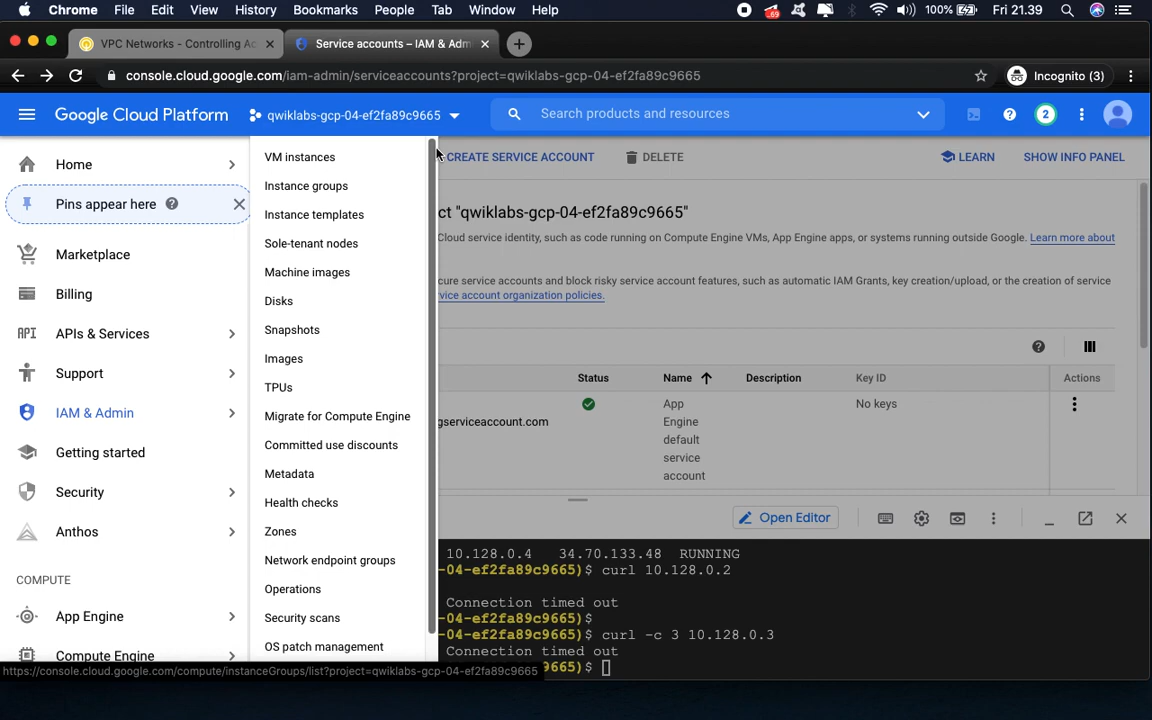 Chrome File Edit View History Bookmarks People Tab Window Help 69 100% Fri 21.39
VPC Networks - Controlling Ac Service accounts – IAM & Adm
console.cloud.google.com/iam-admin/serviceaccounts?project=qwiklabs-gcp-04-ef2fa89c9665 Incognito (3)
Google Cloud Platform qwiklabs-gcp-04-ef2fa89c9665 Search products and resources 2
Home
Pins appear here
Marketplace
Billing
API APIs & Services
Support
IAM & Admin
Getting started
Security
Anthos
COMPUTE
App Engine
Compute Engine
VM instances
Instance groups
Instance templates
Sole-tenant nodes
Machine images
Disks
Snapshots
Images
TPUs
Migrate for Compute Engine
Committed use discounts
Metadata
Health checks
Zones
Network endpoint groups
Operations
Security scans
OS patch management
CREATE SERVICE ACCOUNT DELETE LEARN SHOW INFO PANEL
ct "qwiklabs-gcp-04-ef2fa89c9665"
Cloud service identity, such as code running on Compute Engine VMs, App Engine apps, or systems running outside Google. Learn more about
cure service accounts and block risky service account features, such as automatic IAM Grants, key creation/upload, or the creation of service
vice account organization policies.
Status Name Description Key ID Actions
gserviceaccount.com App Engine default service account No keys
Open Editor
10.128.0.4 34.70.133.48 RUNNING
-04-ef2fa89c9665)$ curl 10.128.0.2
Connection timed out
-04-ef2fa89c9665)$
-04-ef2fa89c9665)$ curl -c 3 10.128.0.3
Connection timed out
9665)$
https://console.cloud.google.com/compute/instanceGroups/list?project=qwiklabs-gcp-04-ef2fa89c9665